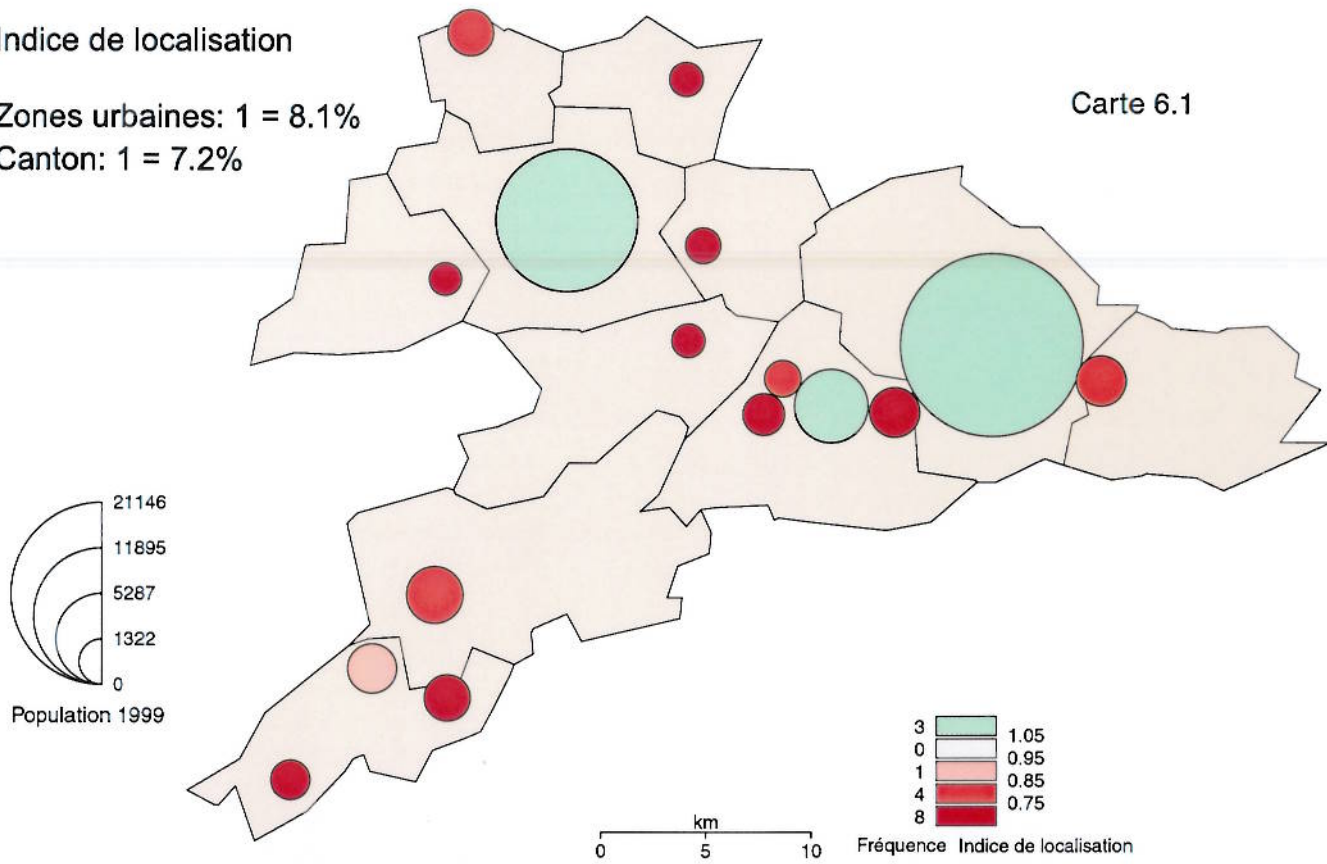 Indice de localisation
Zones urbaines: 1 = 8.1%
Canton: 1 = 7.2%
Carte 6.1
21146
11895
5287
1322
0
Population 1999
3
0
1
4
8
1.05
0.95
0.85
0.75
Fréquence Indice de localisation
km
0 5 10